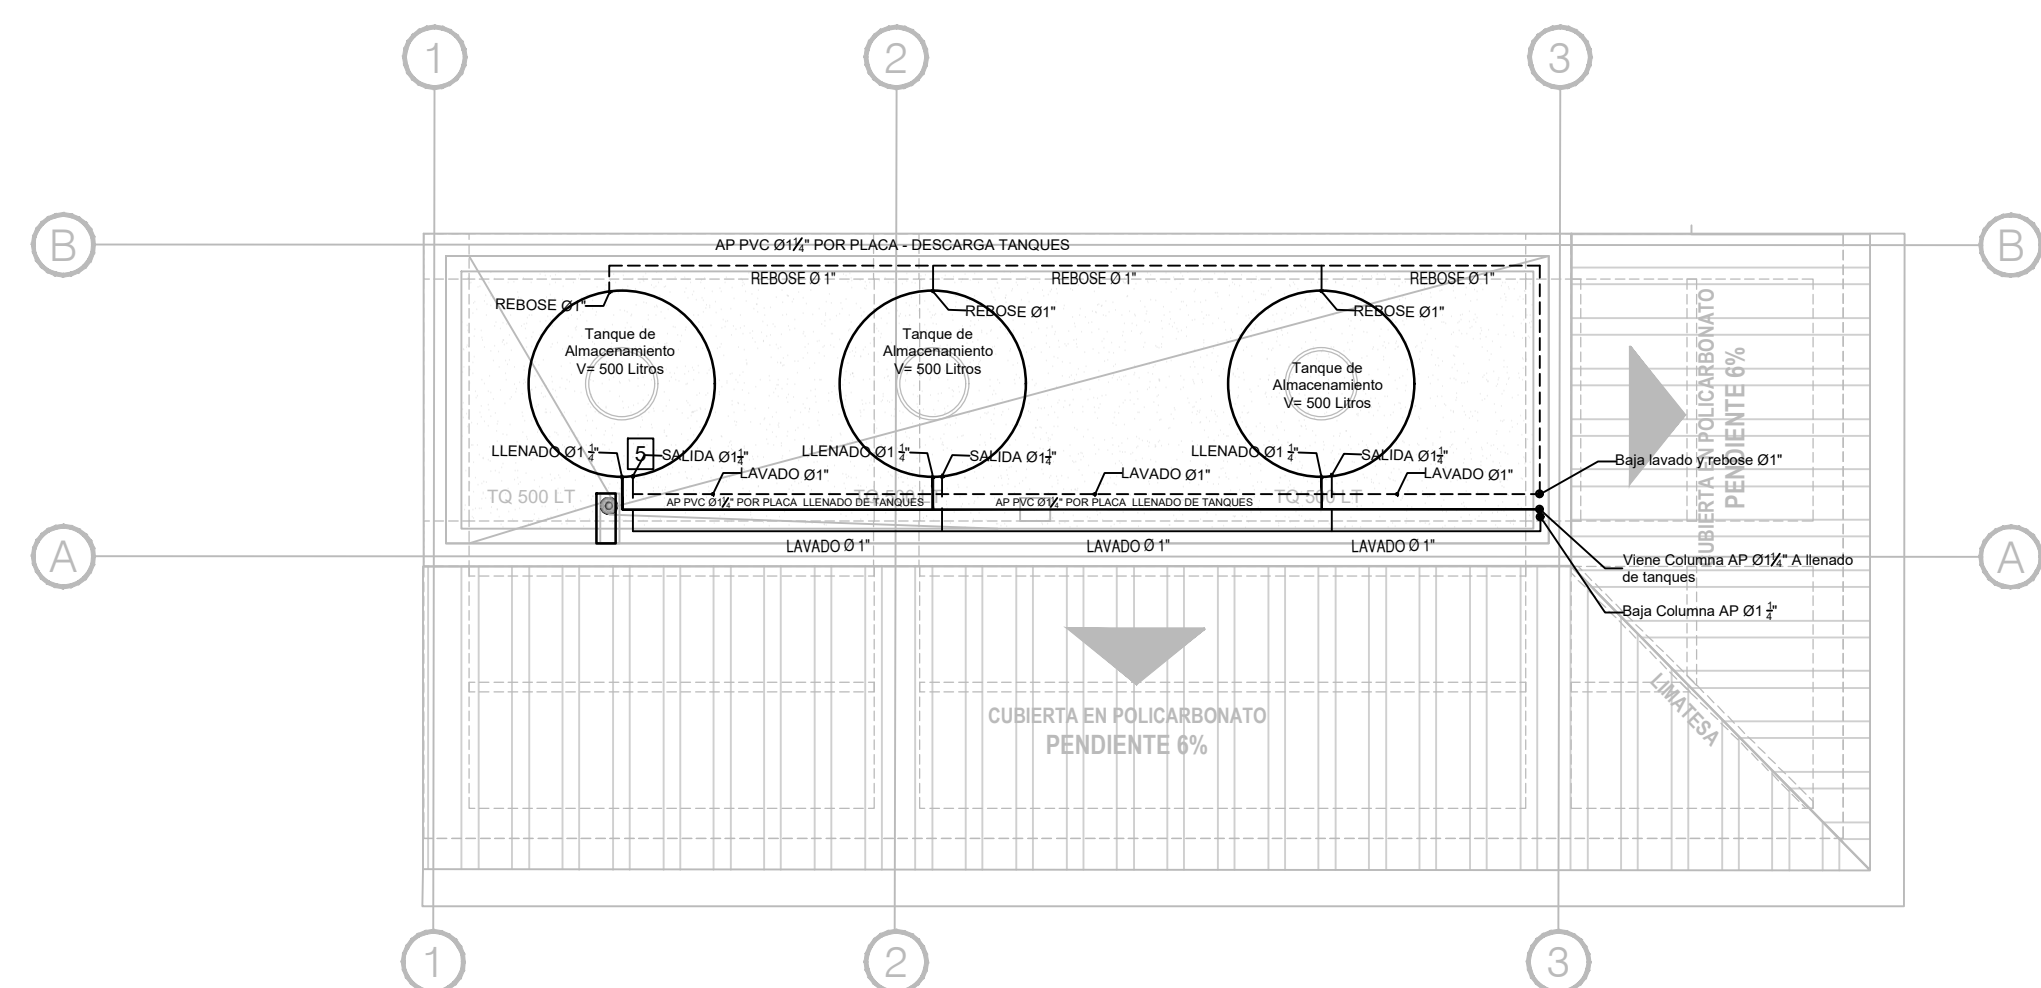 1
2
3
B
B
AP PVC Ø1¼" POR PLACA - DESCARGA TANQUES
REBOSE Ø 1"
REBOSE Ø 1"
REBOSE Ø 1"
REBOSE Ø1"
REBOSE Ø1"
REBOSE Ø1"
Tanque de
Almacenamiento
V= 500 Litros
Tanque de
Almacenamiento
V= 500 Litros
Tanque de
Almacenamiento
V= 500 Litros
CUBIERTA EN POLICARBONATO
PENDIENTE 6%
LLENADO Ø1 ¼"
5
SALIDA Ø1¼"
LLENADO Ø1 ¼"
SALIDA Ø1¼"
LLENADO Ø1 ¼"
SALIDA Ø1¼"
LAVADO Ø1"
LAVADO Ø1"
LAVADO Ø1"
Baja lavado y rebose Ø1"
TQ 500 LT
TQ 500 LT
TQ 500 LT
AP PVC Ø1¼" POR PLACA LLENADO DE TANQUES
AP PVC Ø1¼" POR PLACA LLENADO DE TANQUES
LAVADO Ø 1"
LAVADO Ø 1"
LAVADO Ø 1"
A
A
Viene Columna AP Ø1¼" A llenado
de tanques
Baja Columna AP Ø1 ¼"
LIMATESA
CUBIERTA EN POLICARBONATO
PENDIENTE 6%
1
2
3